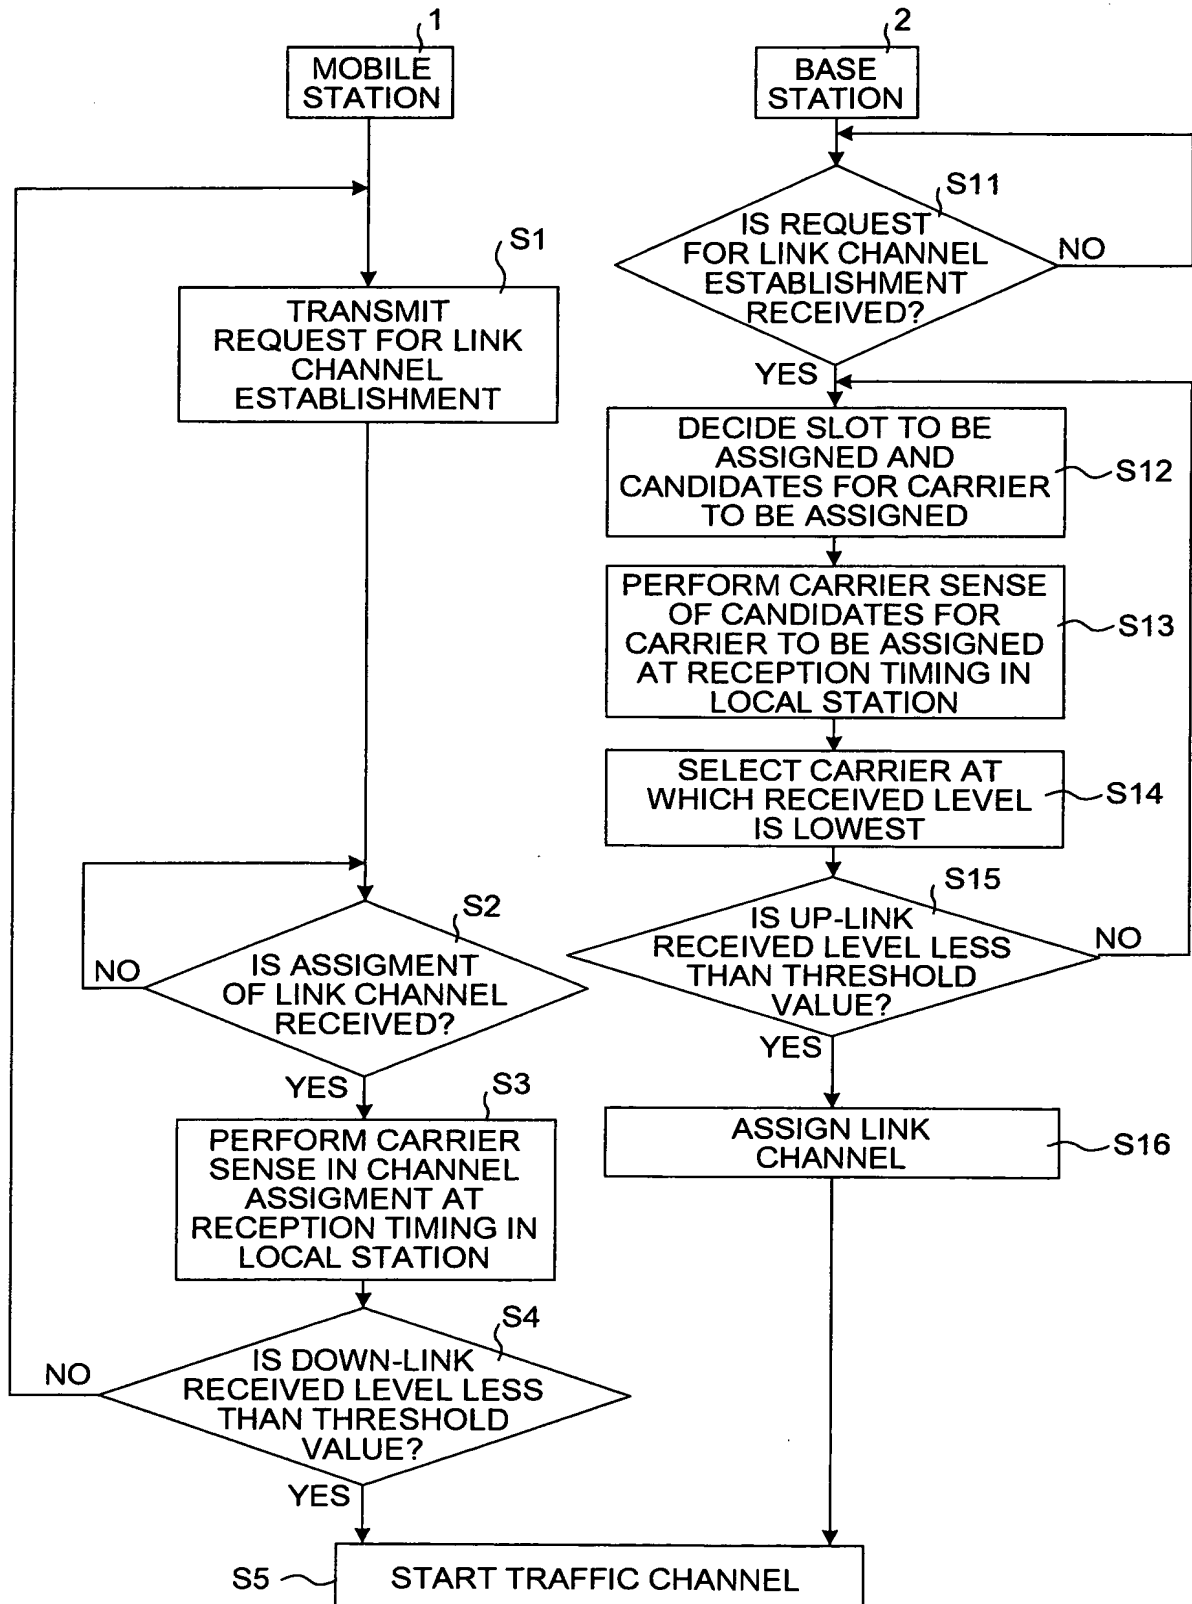 1
MOBILE
STATION
S1
TRANSMIT
REQUEST FOR LINK
CHANNEL
ESTABLISHMENT
S2
IS ASSIGMENT
OF LINK CHANNEL
RECEIVED?
NO
YES
S3
PERFORM CARRIER
SENSE IN CHANNEL
ASSIGMENT AT
RECEPTION TIMING IN
LOCAL STATION
S4
IS DOWN-LINK
RECEIVED LEVEL LESS
THAN THRESHOLD
VALUE?
NO
YES
2
BASE
STATION
S11
IS REQUEST
FOR LINK CHANNEL
ESTABLISHMENT
RECEIVED?
NO
YES
DECIDE SLOT TO BE
ASSIGNED AND
CANDIDATES FOR CARRIER
TO BE ASSIGNED
S12
PERFORM CARRIER SENSE
OF CANDIDATES FOR
CARRIER TO BE ASSIGNED
AT RECEPTION TIMING IN
LOCAL STATION
S13
SELECT CARRIER AT
WHICH RECEIVED LEVEL
IS LOWEST
S14
S15
IS UP-LINK
RECEIVED LEVEL LESS
THAN THRESHOLD
VALUE?
NO
YES
ASSIGN LINK
CHANNEL
S16
S5
START TRAFFIC CHANNEL